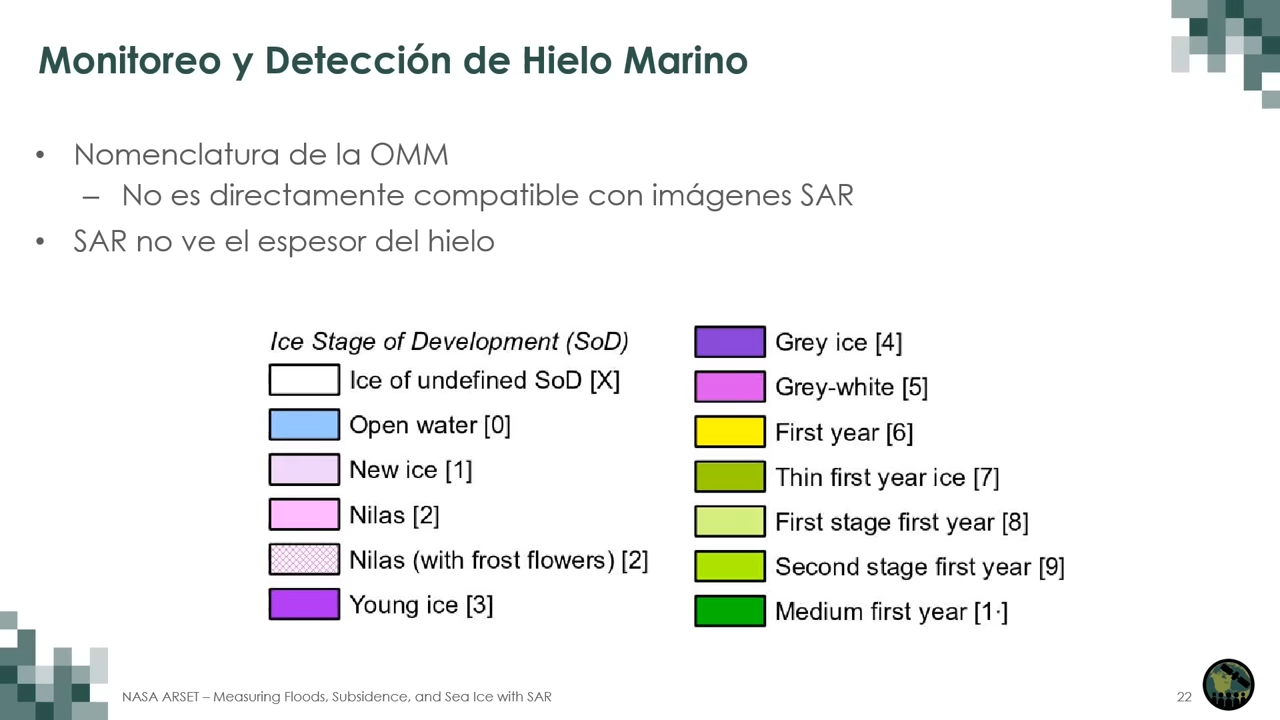 Monitoreo y Detección de Hielo Marino
• Nomenclatura de la OMM
– No es directamente compatible con imágenes SAR
• SAR no ve el espesor del hielo
Ice Stage of Development (SoD)
Ice of undefined SoD [X]
Open water [0]
New ice [1]
Nilas [2]
Nilas (with frost flowers) [2]
Young ice [3]
Grey ice [4]
Grey-white [5]
First year [6]
Thin first year ice [7]
First stage first year [8]
Second stage first year [9]
Medium first year [1·]
NASA ARSET – Measuring Floods, Subsidence, and Sea Ice with SAR
22